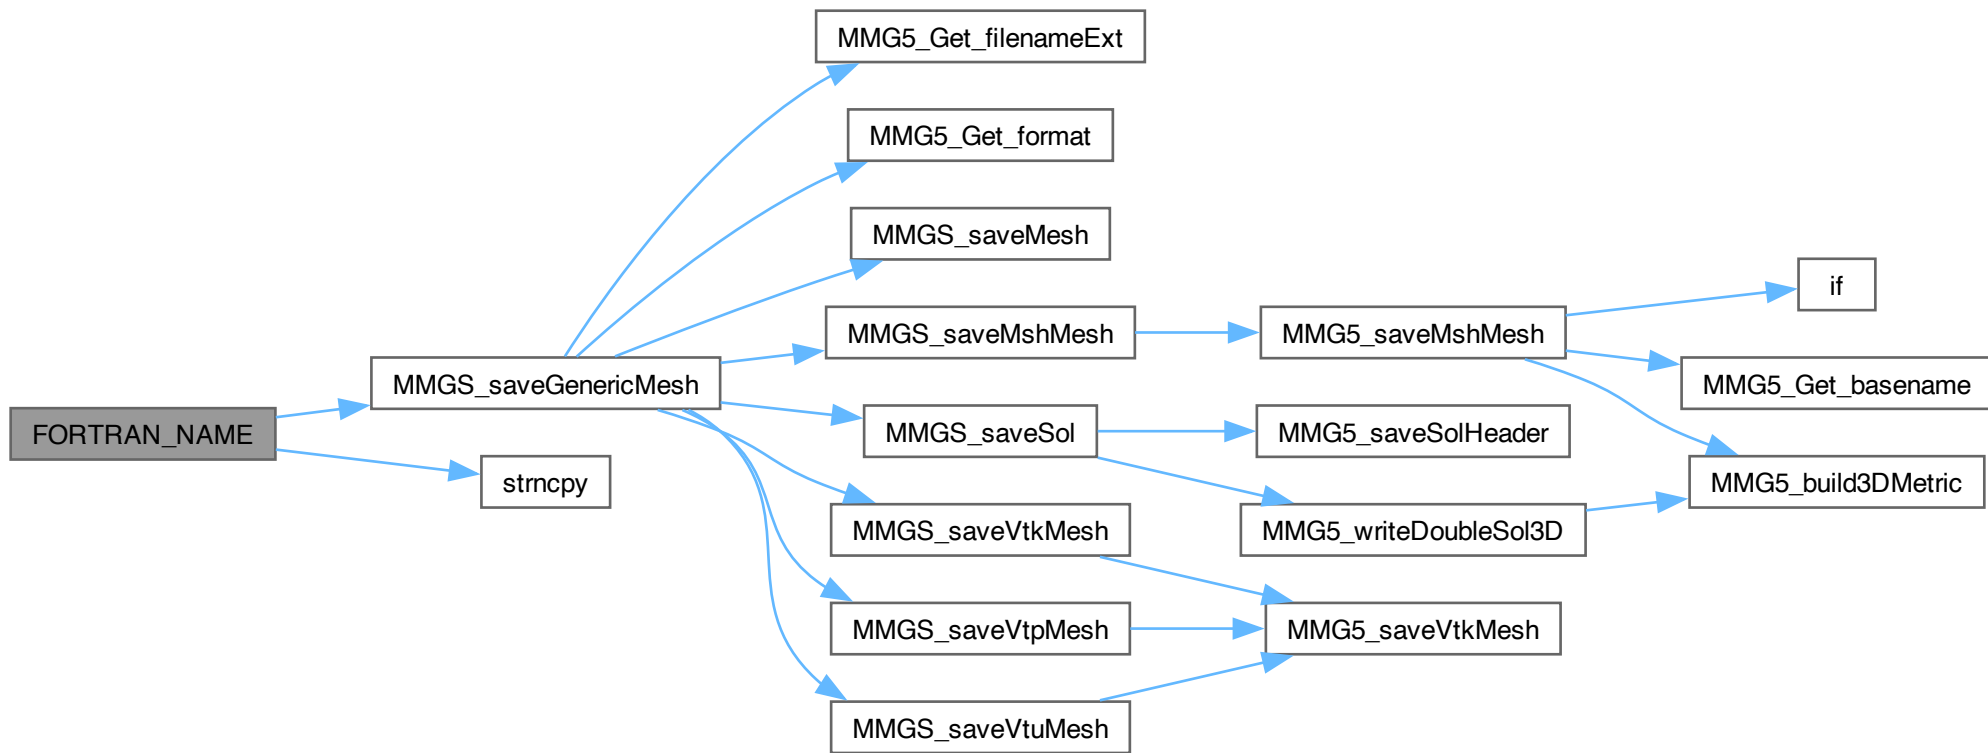 MMG5_Get_filenameExt
MMG5_Get_format
MMGS_saveMesh
if
MMGS_saveMshMesh
MMG5_saveMshMesh
MMGS_saveGenericMesh
MMG5_Get_basename
FORTRAN_NAME
MMGS_saveSol
MMG5_saveSolHeader
strncpy
MMG5_build3DMetric
MMGS_saveVtkMesh
MMG5_writeDoubleSol3D
MMGS_saveVtpMesh
MMG5_saveVtkMesh
MMGS_saveVtuMesh